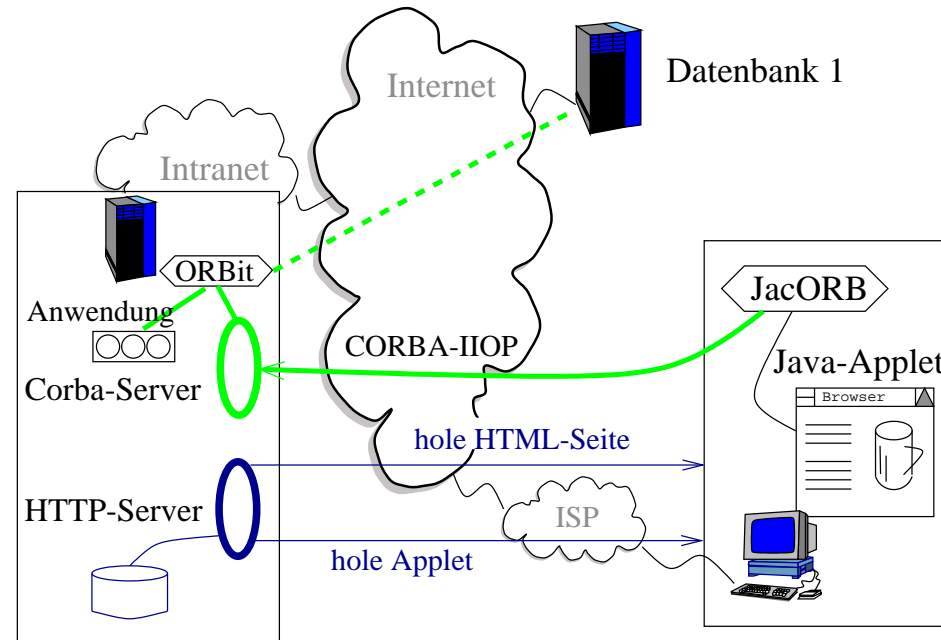 Internet
Datenbank 1
Intranet
ORBit
JacORB
Anwendung
CORBA-IIOP
Java-Applet
Corba-Server
Browser
hole HTML-Seite
HTTP-Server
ISP
hole Applet